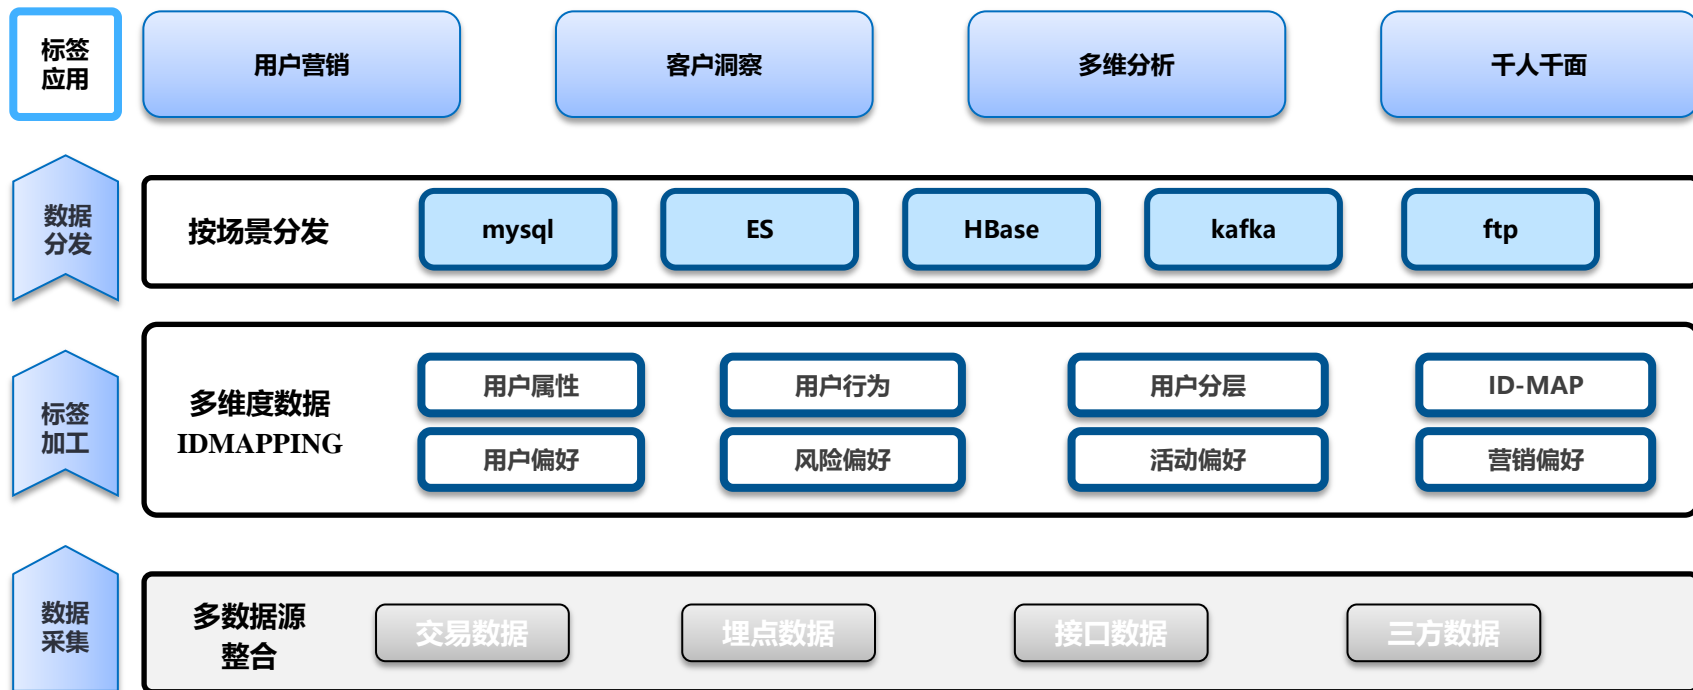 标签
应用
用户营销
客户洞察
多维分析
千人千面
数据
分发
按场景分发
mysql
ES
HBase
kafka
ftp
标签
加工
多维度数据
IDMAPPING
用户属性
用户行为
用户分层
ID-MAP
用户偏好
风险偏好
活动偏好
营销偏好
数据
采集
多数据源
整合
交易数据
埋点数据
接口数据
三方数据